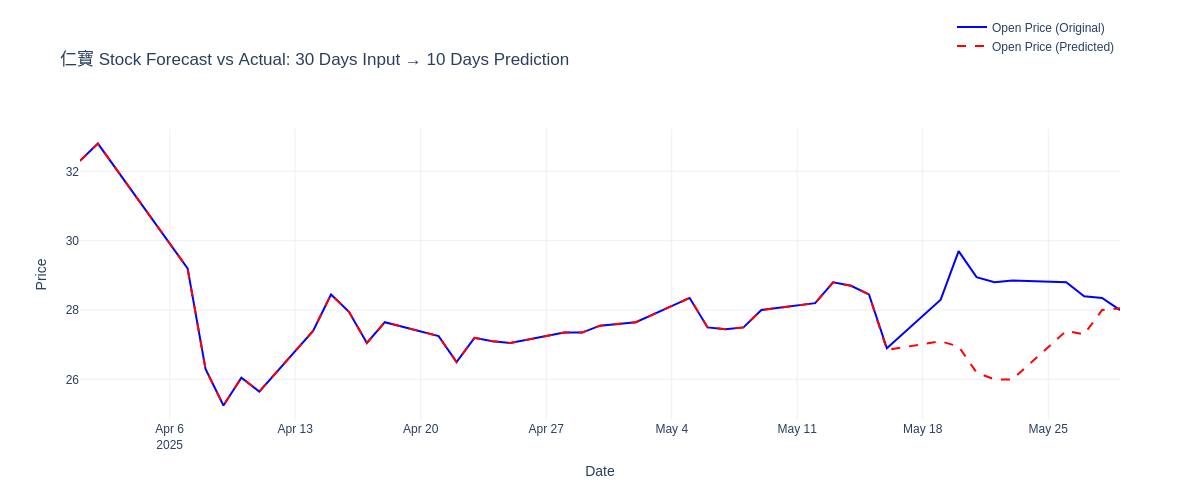 Open Price (Original)
Open Price (Predicted)
仁寶 Stock Forecast vs Actual: 30 Days Input → 10 Days Prediction
32
30
28
26
Price
Apr 6
2025
Apr 13
Apr 20
Apr 27
May 4
May 11
May 18
May 25
Date